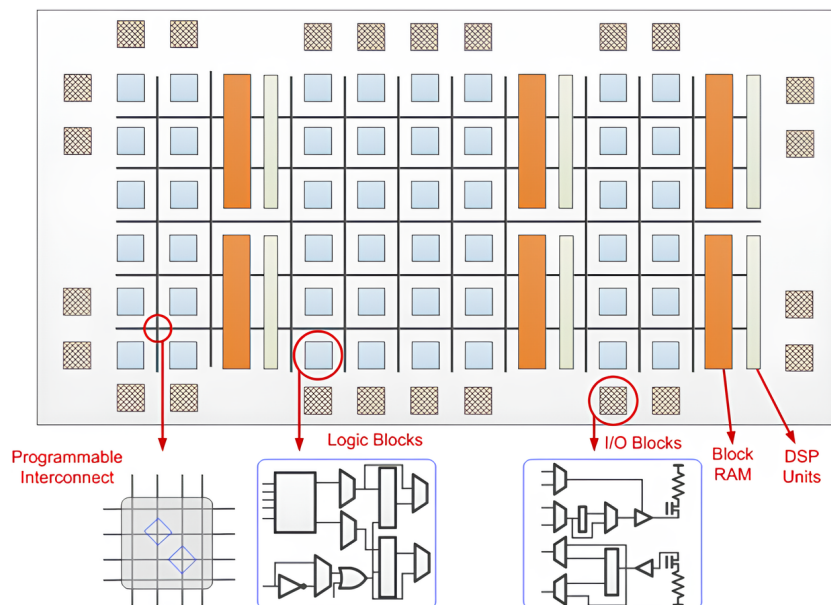 Programmable
Interconnect
Logic Blocks
I/O Blocks
Block
RAM
DSP
Units